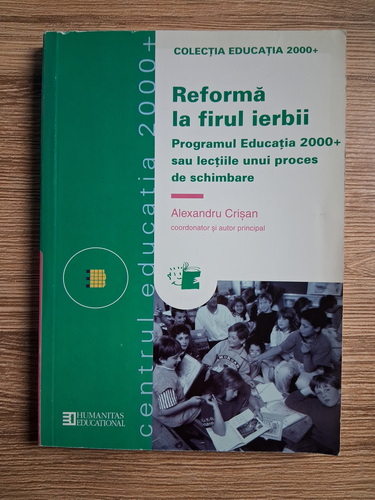 COLECȚIA EDUCAȚIA 2000+
Reformă
la firul ierbii
Programul Educația 2000+
sau lecțiile unui proces
de schimbare
Alexandru Crișan
coordonator și autor principal
centrul educația 2000+
HUMANITAS
EDUCATIONAL